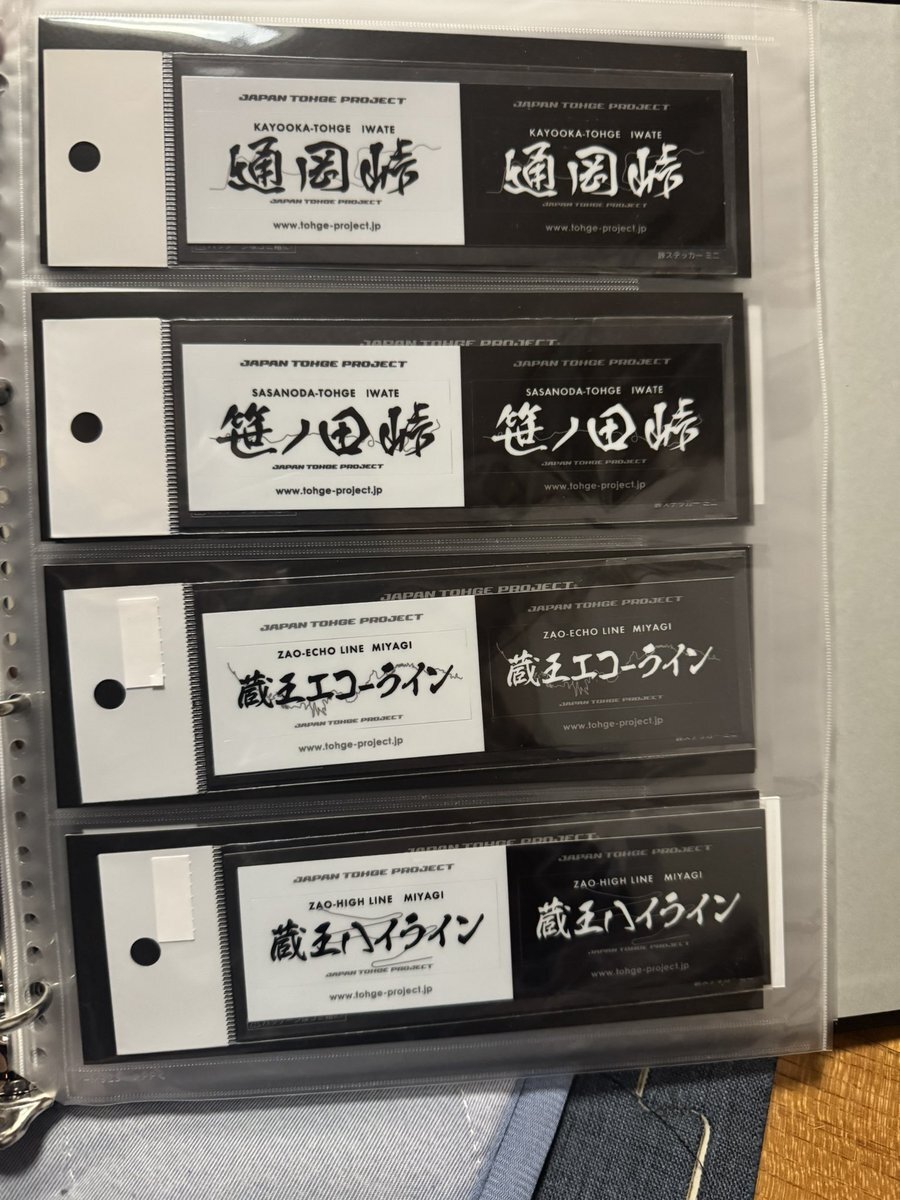 JAPAN TOHGE PROJECT
KAYOOKA-TOHGE IWATE
通岡峠
JAPAN TOHGE PROJECT
www.tohge-project.jp
JAPAN TOHGE PROJECT
KAYOOKA-TOHGE IWATE
通岡峠
JAPAN TOHGE PROJECT
www.tohge-project.jp
JAPAN TOHGE PROJECT
JAPAN TOHGE PROJECT
SASANODA-TOHGE IWATE
笹ノ田峠
JAPAN TOHGE PROJECT
www.tohge-project.jp
JAPAN TOHGE PROJECT
SASANODA-TOHGE IWATE
笹ノ田峠
JAPAN TOHGE PROJECT
www.tohge-project.jp
JAPAN TOHGE PROJECT
JAPAN TOHGE PROJECT
ZAO-ECHO LINE MIYAGI
蔵王エコーライン
JAPAN TOHGE PROJECT
www.tohge-project.jp
JAPAN TOHGE PROJECT
ZAO-ECHO LINE MIYAGI
蔵王エコーライン
JAPAN TOHGE PROJECT
www.tohge-project.jp
JAPAN TOHGE PROJECT
JAPAN TOHGE PROJECT
ZAO-HIGH LINE MIYAGI
蔵王ハイライン
JAPAN TOHGE PROJECT
www.tohge-project.jp
JAPAN TOHGE PROJECT
ZAO-HIGH LINE MIYAGI
蔵王ハイライン
JAPAN TOHGE PROJECT
www.tohge-project.jp